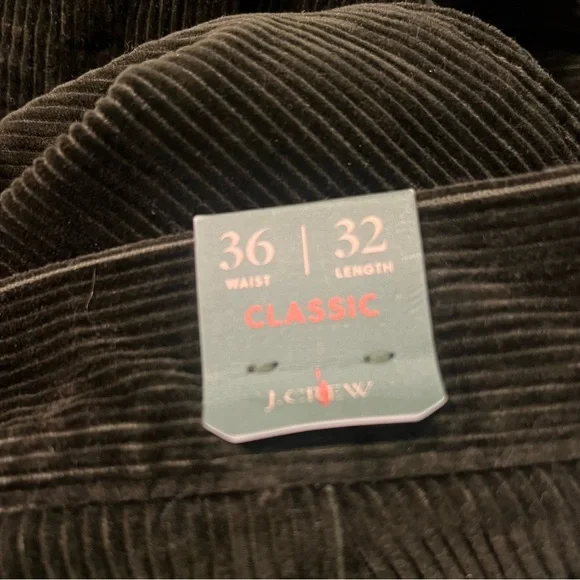 36 | 32
WAIST LENGTH
CLASSIC
J.CREW